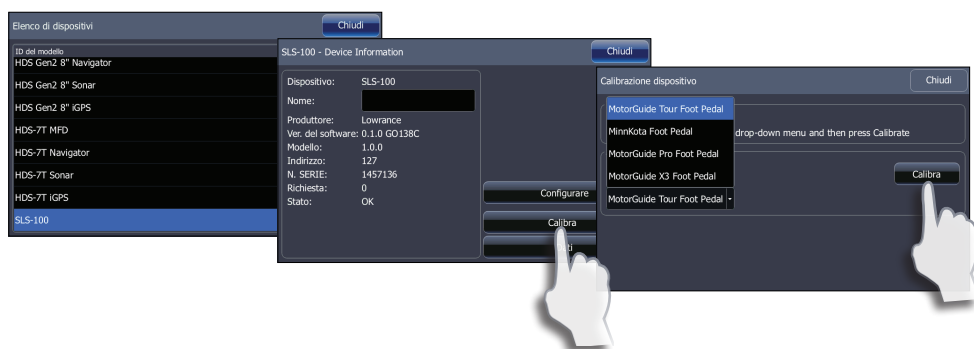 Elenco di dispositivi
Chiudi
ID del modello
HDS Gen2 8" Navigator
HDS Gen2 8" Sonar
HDS Gen2 8" iGPS
HDS-7T MFD
HDS-7T Navigator
HDS-7T Sonar
HDS-7T iGPS
SLS-100
SLS-100 - Device Information
Chiudi
Dispositivo: SLS-100
Nome:
Produttore: Lowrance
Ver. del software: 0.1.0 GO138C
Modello: 1.0.0
Indirizzo: 127
N. SERIE: 1457136
Richiesta: 0
Stato: OK
Configurare
Calibra
Calibrazione dispositivo
Chiudi
MotorGuide Tour Foot Pedal
MinnKota Foot Pedal
MotorGuide Pro Foot Pedal
MotorGuide X3 Foot Pedal
drop-down menu and then press Calibrate
MotorGuide Tour Foot Pedal
Calibra